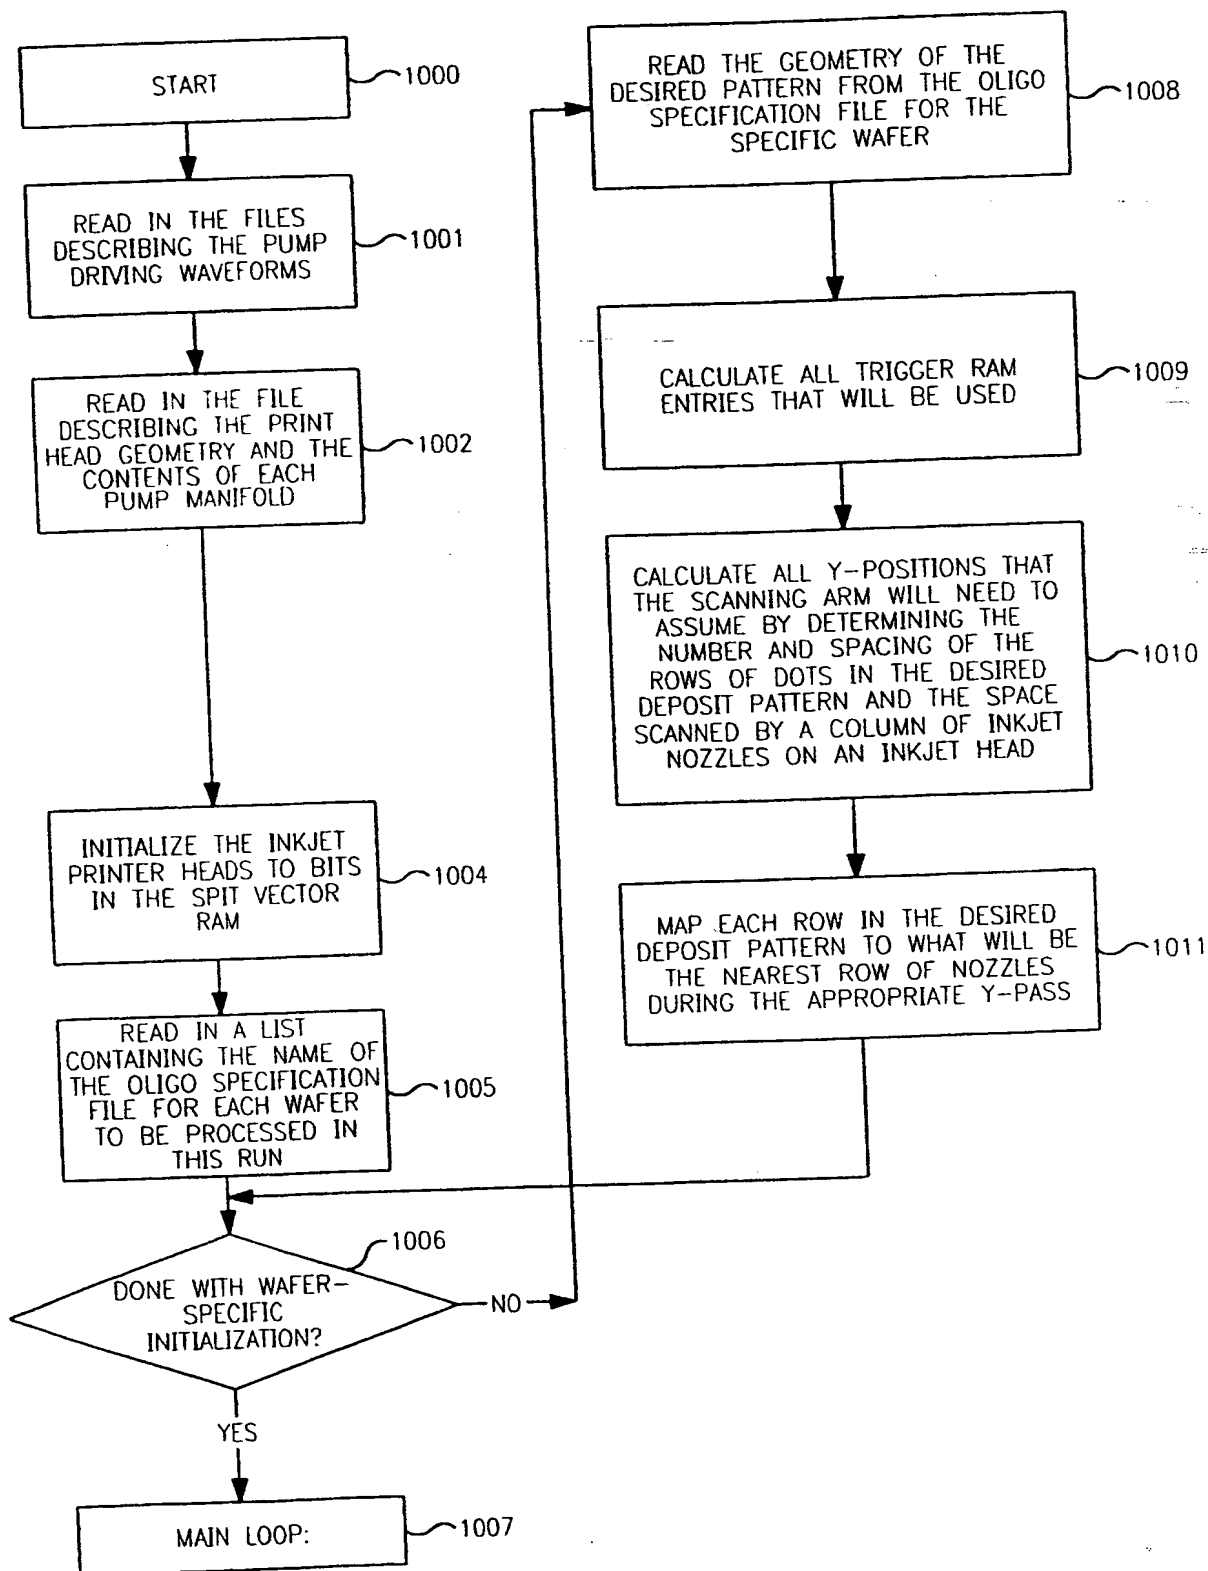 START
1000
READ IN THE FILES
DESCRIBING THE PUMP
DRIVING WAVEFORMS
1001
READ IN THE FILE
DESCRIBING THE PRINT
HEAD GEOMETRY AND THE
CONTENTS OF EACH
PUMP MANIFOLD
1002
INITIALIZE THE INKJET
PRINTER HEADS TO BITS
IN THE SPIT VECTOR
RAM
1004
READ IN A LIST
CONTAINING THE NAME OF
THE OLIGO SPECIFICATION
FILE FOR EACH WAFER
TO BE PROCESSED IN
THIS RUN
1005
1006
DONE WITH WAFER-
SPECIFIC
INITIALIZATION?
NO
YES
MAIN LOOP:
1007
READ THE GEOMETRY OF THE
DESIRED PATTERN FROM THE OLIGO
SPECIFICATION FILE FOR THE
SPECIFIC WAFER
1008
CALCULATE ALL TRIGGER RAM
ENTRIES THAT WILL BE USED
1009
CALCULATE ALL Y-POSITIONS THAT
THE SCANNING ARM WILL NEED TO
ASSUME BY DETERMINING THE
NUMBER AND SPACING OF THE
ROWS OF DOTS IN THE DESIRED
DEPOSIT PATTERN AND THE SPACE
SCANNED BY A COLUMN OF INKJET
NOZZLES ON AN INKJET HEAD
1010
MAP EACH ROW IN THE DESIRED
DEPOSIT PATTERN TO WHAT WILL BE
THE NEAREST ROW OF NOZZLES
DURING THE APPROPRIATE Y-PASS
1011